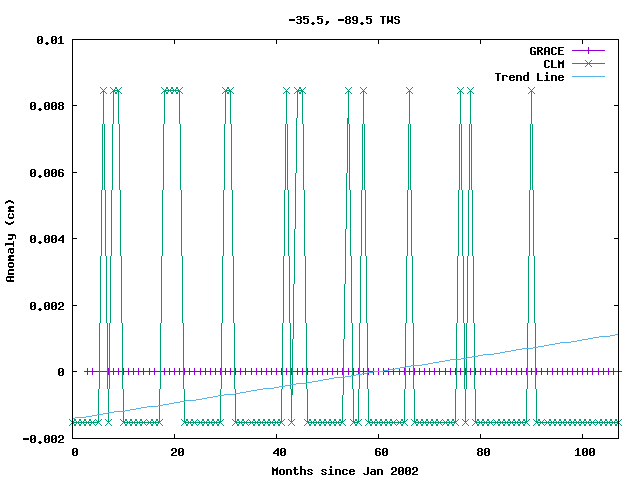 -35.5, -89.5 TWS
GRACE
CLM
Trend Line
0.01
0.008
0.006
0.004
0.002
0
-0.002
Anomaly (cm)
0 20 40 60 80 100
Months since Jan 2002